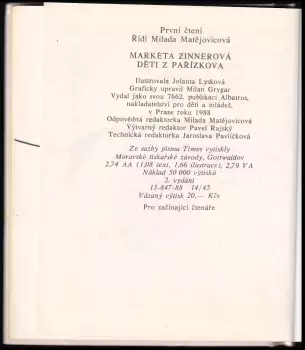 První čtení
Řídí Milada Matějovicová
MARKÉTA ZINNEROVÁ
DĚTI Z PAŘÍZKOVA
Ilustrovala Jolanta Lysková
Graficky upravil Milan Grygar
Vydal jako svou 7662. publikaci Albatros,
nakladatelství pro děti a mládež,
v Praze roku 1988
Odpovědná redaktorka Milada Matějovicová
Výtvarný redaktor Pavel Rajský
Technická redaktorka Jaroslava Pavlíčková
Ze sazby písma Times vytiskly
Moravské tiskařské závody, Gottwaldov
2,74 AA (1,08 text, 1,66 ilustrace), 2,79 VA
Náklad 50 000 výtisků
2. vydání
13-847-88 14/45
Vázaný výtisk 20,— Kčs
Pro začínající čtenáře